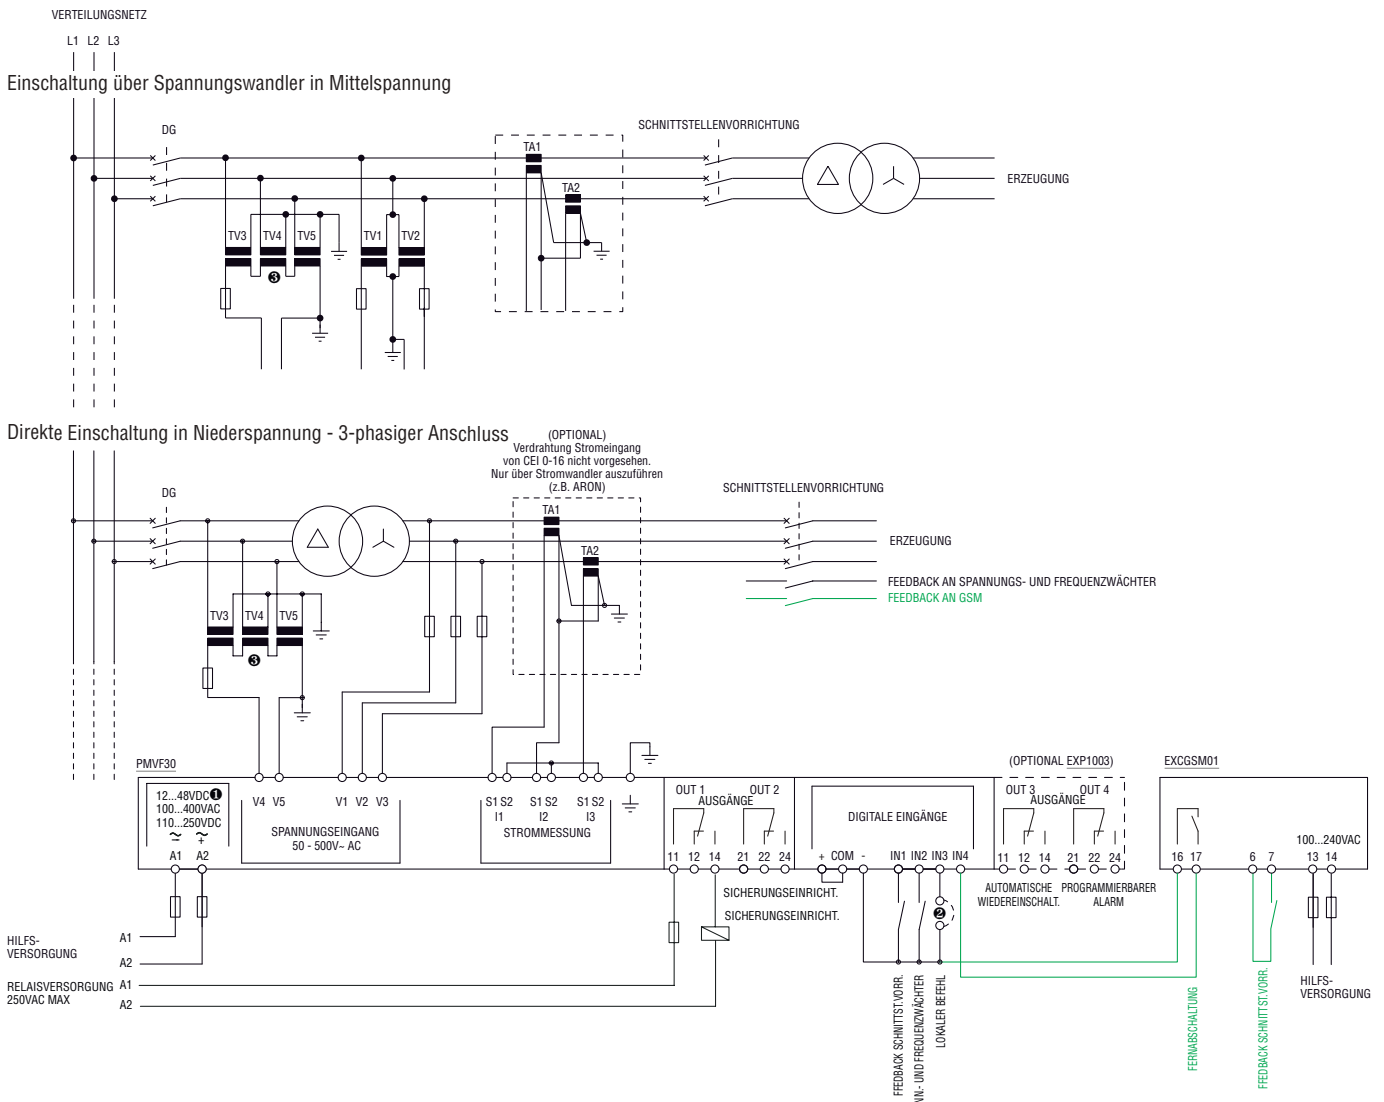 VERTEILUNGSNETZ
L1 L2 L3
Einschaltung über Spannungswandler in Mittelspannung
DG
TA1
SCHNITTSTELLENVORRICHTUNG
TA2
ERZEUGUNG
TV3 TV4 TV5
TV1 TV2
❸
Direkte Einschaltung in Niederspannung - 3-phasiger Anschluss
(OPTIONAL)
Verdrahtung Stromeingang
von CEI 0-16 nicht vorgesehen.
Nur über Stromwandler auszuführen
(z.B. ARON)
DG
SCHNITTSTELLENVORRICHTUNG
TA1
TA2
ERZEUGUNG
FEEDBACK AN SPANNUNGS- UND FREQUENZWÄCHTER
FEEDBACK AN GSM
TV3 TV4 TV5
❸
PMVF30
(OPTIONAL EXP1003)
EXCGSM01
12...48VDC❶
100...400VAC
110...250VDC
~ ~
− +
A1 A2
V4 V5 V1 V2 V3
SPANNUNGSEINGANG
50 - 500V~ AC
S1 S2 S1 S2 S1 S2
I1 I2 I3
STROMMESSUNG
OUT 1 OUT 2
AUSGÄNGE
11 12 14 21 22 24
DIGITALE EINGÄNGE
+ COM - IN1 IN2 IN3 IN4
OUT 3 OUT 4
AUSGÄNGE
11 12 14 21 22 24
100...240VAC
16 17 6 7 13 14
SICHERUNGSEINRICHT.
SICHERUNGSEINRICHT.
AUTOMATISCHE
WIEDEREINSCHALT.
PROGRAMMIERBARER
ALARM
❷
HILFS-
VERSORGUNG
A1
A2
RELAISVERSORGUNG
250VAC MAX
A1
A2
FFEDBACK SCHNITTST.VORR.
NN.- UND FREQUENZWÄCHTER
LOKALER BEFEHL
FERNABSCHALTUNG
FFEDBACK SCHNITTST.VORR.
HILFS-
VERSORGUNG